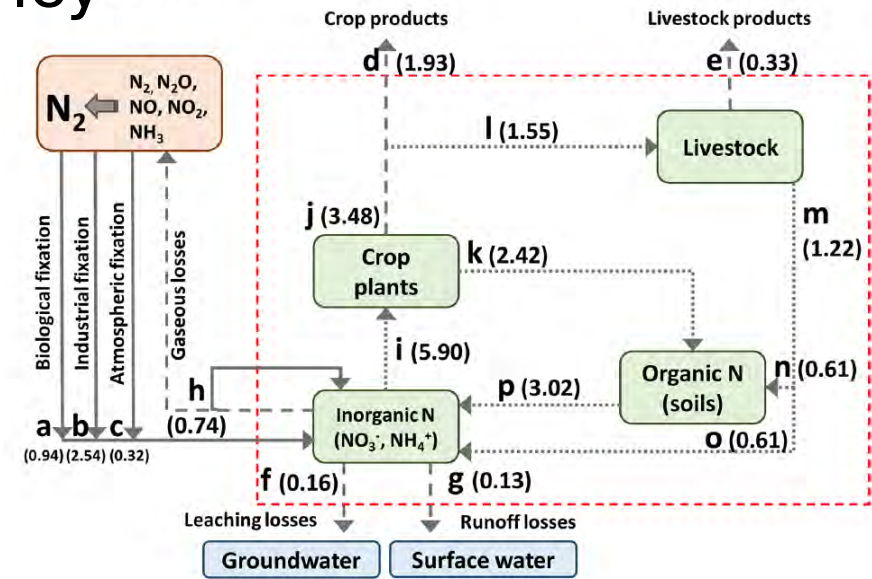 Crop products
Livestock products
d (1.93)
e (0.33)
N2
N2, N2O,
NO, NO2,
NH3
l (1.55)
Livestock
j (3.48)
m
(1.22)
Crop
plants
k (2.42)
Biological fixation
Industrial fixation
Atmospheric fixation
Gaseous losses
i (5.90)
h
(0.74)
p (3.02)
Organic N
(soils)
n (0.61)
Inorganic N
(NO3-, NH4+)
a b c
(0.94) (2.54) (0.32)
o (0.61)
f (0.16)
g (0.13)
Leaching losses
Runoff losses
Groundwater
Surface water